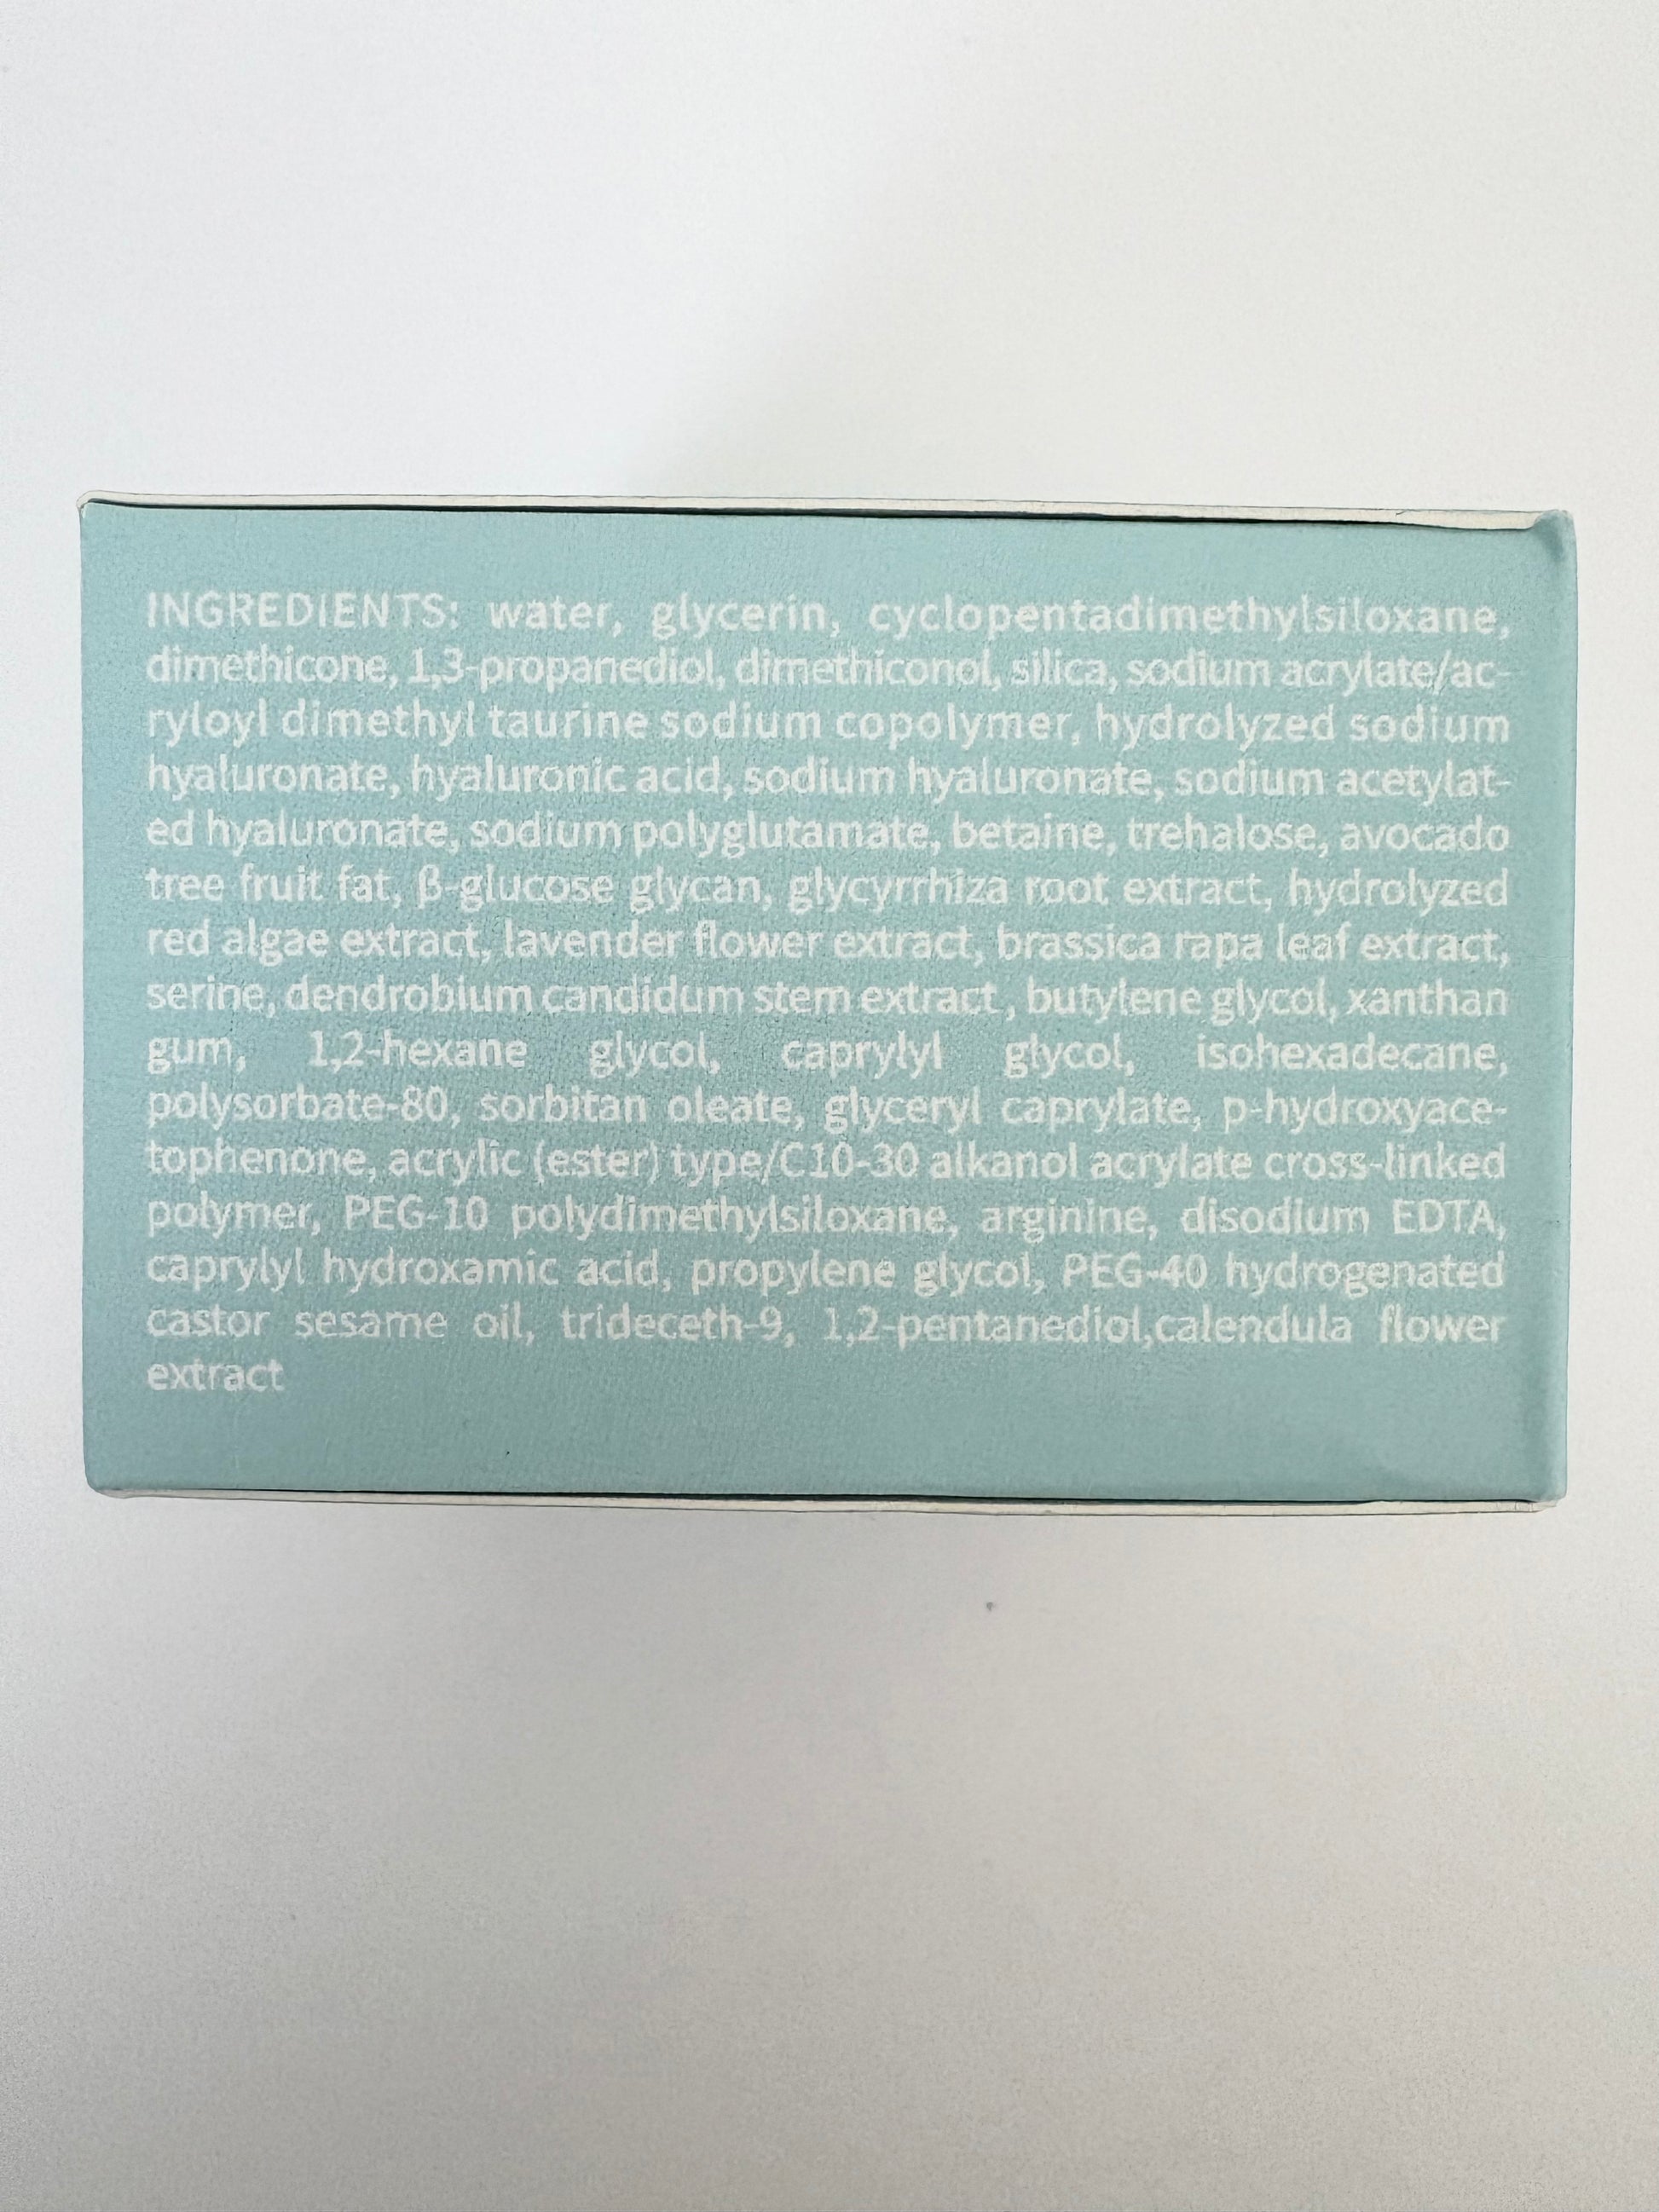 INGREDIENTS: water, glycerin, cyclopentadimethylsiloxane,
dimethicone, 1,3-propanediol, dimethiconol, silica, sodium acrylate/ac-
ryloyl dimethyl taurine sodium copolymer, hydrolyzed sodium
hyaluronate, hyaluronic acid, sodium hyaluronate, sodium acetylat-
ed hyaluronate, sodium polyglutamate, betaine, trehalose, avocado
tree fruit fat, β-glucose glycan, glycyrrhiza root extract, hydrolyzed
red algae extract, lavender flower extract, brassica rapa leaf extract,
serine, dendrobium candidum stem extract, butylene glycol, xanthan
gum, 1,2-hexane glycol, caprylyl glycol, isohexadecane,
polysorbate-80, sorbitan oleate, glyceryl caprylate, p-hydroxyace-
tophenone, acrylic (ester) type/C10-30 alkanol acrylate cross-linked
polymer, PEG-10 polydimethylsiloxane, arginine, disodium EDTA,
caprylyl hydroxamic acid, propylene glycol, PEG-40 hydrogenated
castor sesame oil, trideceth-9, 1,2-pentanediol,calendula flower
extract